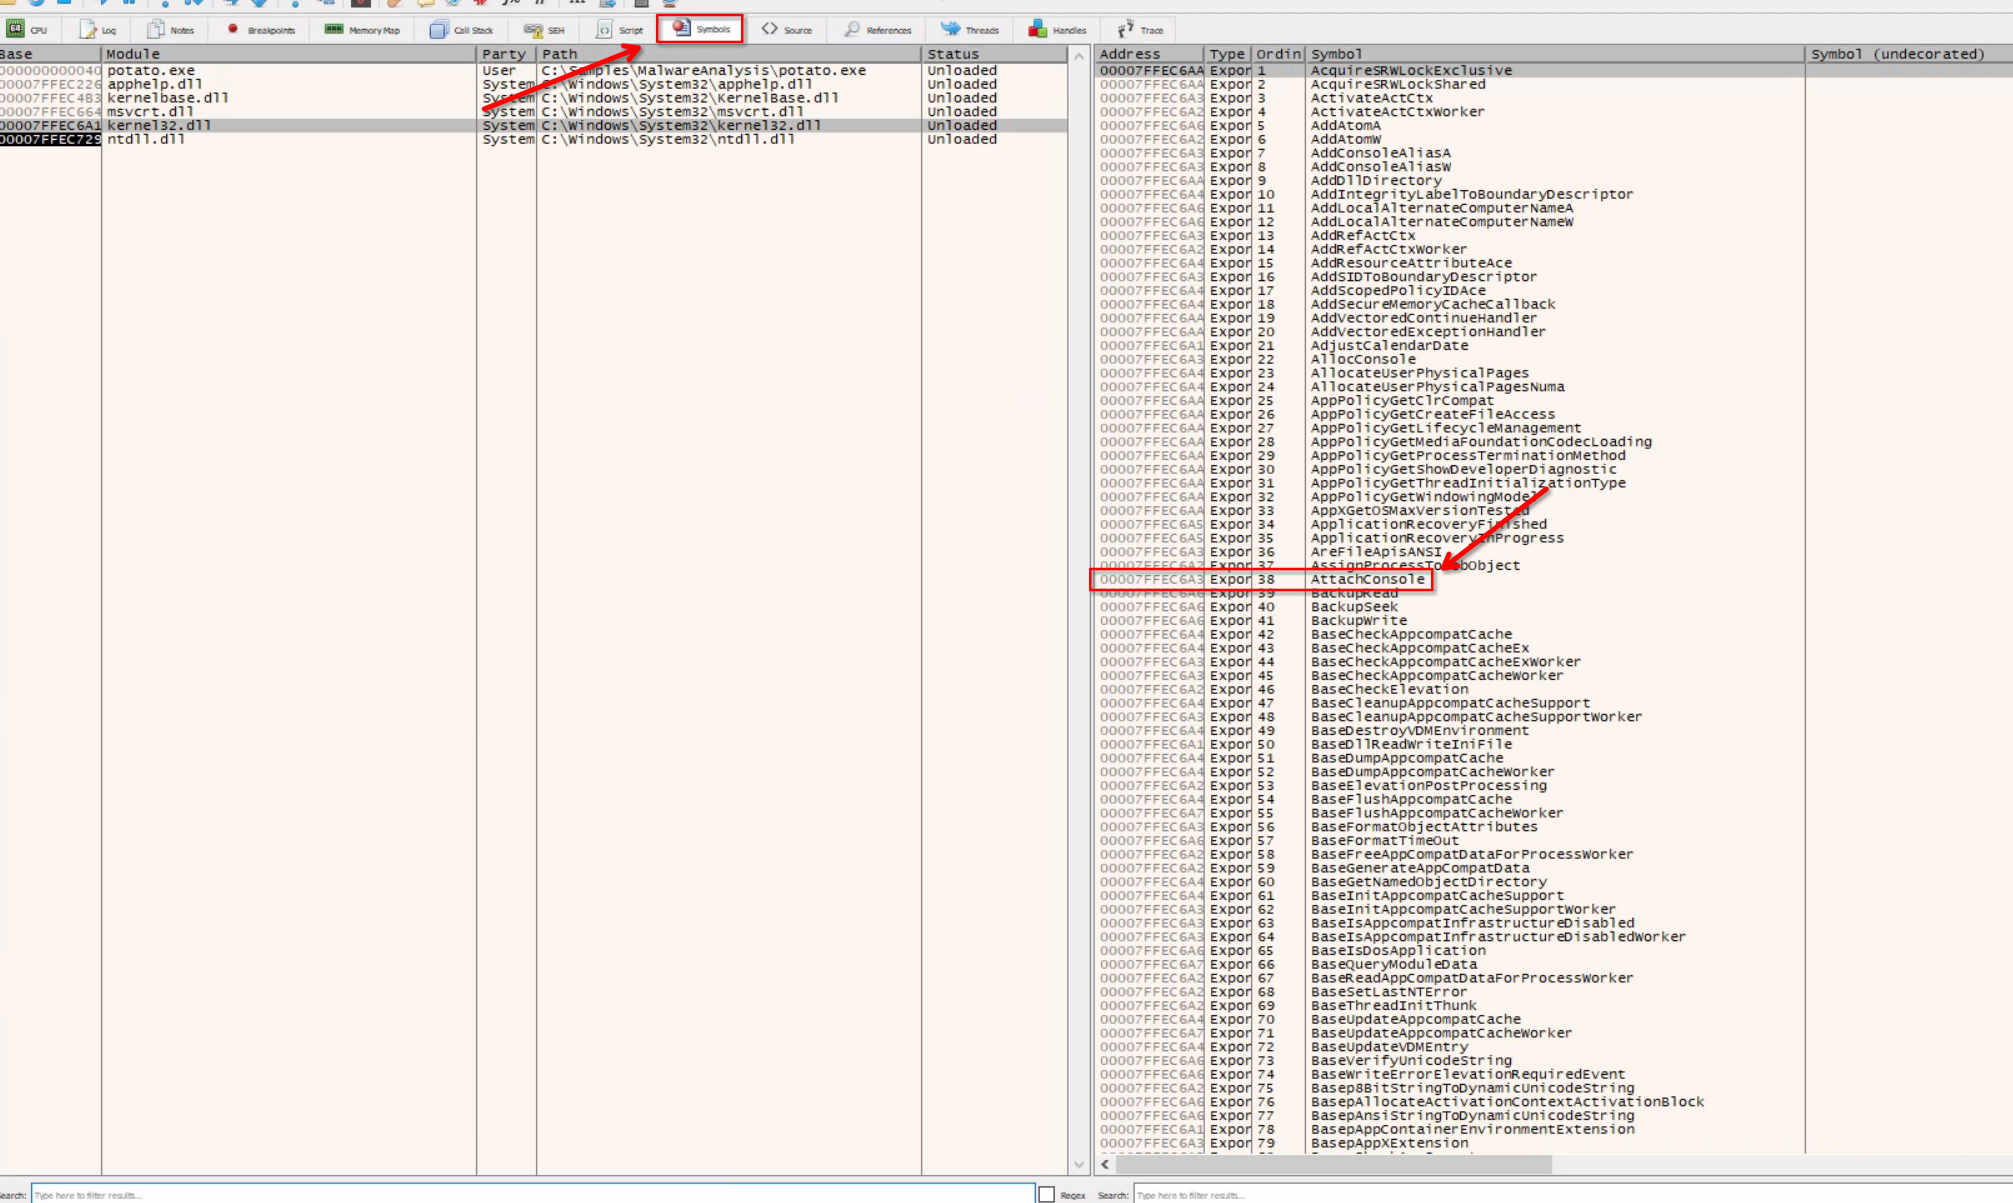 CPU Log Notes Breakpoints Memory Map Call Stack SEH Script Symbols Source References Threads Handles Trace
Base Module Party Path Status
000000000040 potato.exe User C:\Samples\MalwareAnalysis\potato.exe Unloaded
00007FFEC226 apphelp.dll System C:\Windows\System32\apphelp.dll Unloaded
00007FFEC4B3 kernelbase.dll System C:\Windows\System32\KernelBase.dll Unloaded
00007FFEC664 msvcrt.dll System C:\Windows\System32\msvcrt.dll Unloaded
00007FFEC6A1 kernel32.dll System C:\Windows\System32\kernel32.dll Unloaded
00007FFEC729 ntdll.dll System C:\Windows\System32\ntdll.dll Unloaded
Address Type Ordin Symbol Symbol (undecorated)
00007FFEC6AA Expor 1 AcquireSRWLockExclusive
00007FFEC6AA Expor 2 AcquireSRWLockShared
00007FFEC6A3 Expor 3 ActivateActCtx
00007FFEC6A2 Expor 4 ActivateActCtxWorker
00007FFEC6A6 Expor 5 AddAtomA
00007FFEC6A2 Expor 6 AddAtomW
00007FFEC6A3 Expor 7 AddConsoleAliasA
00007FFEC6A3 Expor 8 AddConsoleAliasW
00007FFEC6AA Expor 9 AddDllDirectory
00007FFEC6A4 Expor 10 AddIntegrityLabelToBoundaryDescriptor
00007FFEC6A6 Expor 11 AddLocalAlternateComputerNameA
00007FFEC6A6 Expor 12 AddLocalAlternateComputerNameW
00007FFEC6A3 Expor 13 AddRefActCtx
00007FFEC6A2 Expor 14 AddRefActCtxWorker
00007FFEC6A4 Expor 15 AddResourceAttributeAce
00007FFEC6A3 Expor 16 AddSIDToBoundaryDescriptor
00007FFEC6A4 Expor 17 AddScopedPolicyIDAce
00007FFEC6A4 Expor 18 AddSecureMemoryCacheCallback
00007FFEC6AA Expor 19 AddVectoredContinueHandler
00007FFEC6AA Expor 20 AddVectoredExceptionHandler
00007FFEC6A1 Expor 21 AdjustCalendarDate
00007FFEC6A3 Expor 22 AllocConsole
00007FFEC6A4 Expor 23 AllocateUserPhysicalPages
00007FFEC6A4 Expor 24 AllocateUserPhysicalPagesNuma
00007FFEC6AA Expor 25 AppPolicyGetClrCompat
00007FFEC6AA Expor 26 AppPolicyGetCreateFileAccess
00007FFEC6AA Expor 27 AppPolicyGetLifecycleManagement
00007FFEC6AA Expor 28 AppPolicyGetMediaFoundationCodecLoading
00007FFEC6AA Expor 29 AppPolicyGetProcessTerminationMethod
00007FFEC6AA Expor 30 AppPolicyGetShowDeveloperDiagnostic
00007FFEC6AA Expor 31 AppPolicyGetThreadInitializationType
00007FFEC6AA Expor 32 AppPolicyGetWindowingModel
00007FFEC6AA Expor 33 AppXGetOSMaxVersionTested
00007FFEC6A5 Expor 34 ApplicationRecoveryFinished
00007FFEC6A5 Expor 35 ApplicationRecoveryInProgress
00007FFEC6A3 Expor 36 AreFileApisANSI
00007FFEC6A2 Expor 37 AssignProcessToJobObject
00007FFEC6A3 Expor 38 AttachConsole
00007FFEC6A6 Expor 39 BackupRead
00007FFEC6A6 Expor 40 BackupSeek
00007FFEC6A6 Expor 41 BackupWrite
00007FFEC6A4 Expor 42 BaseCheckAppcompatCache
00007FFEC6A4 Expor 43 BaseCheckAppcompatCacheEx
00007FFEC6A3 Expor 44 BaseCheckAppcompatCacheExWorker
00007FFEC6A3 Expor 45 BaseCheckAppcompatCacheWorker
00007FFEC6A2 Expor 46 BaseCheckElevation
00007FFEC6A4 Expor 47 BaseCleanupAppcompatCacheSupport
00007FFEC6A3 Expor 48 BaseCleanupAppcompatCacheSupportWorker
00007FFEC6A4 Expor 49 BaseDestroyVDMEnvironment
00007FFEC6A1 Expor 50 BaseDllReadWriteIniFile
00007FFEC6A4 Expor 51 BaseDumpAppcompatCache
00007FFEC6A4 Expor 52 BaseDumpAppcompatCacheWorker
00007FFEC6A2 Expor 53 BaseElevationPostProcessing
00007FFEC6A4 Expor 54 BaseFlushAppcompatCache
00007FFEC6A7 Expor 55 BaseFlushAppcompatCacheWorker
00007FFEC6A3 Expor 56 BaseFormatObjectAttributes
00007FFEC6A6 Expor 57 BaseFormatTimeOut
00007FFEC6A2 Expor 58 BaseFreeAppCompatDataForProcessWorker
00007FFEC6A2 Expor 59 BaseGenerateAppCompatData
00007FFEC6A4 Expor 60 BaseGetNamedObjectDirectory
00007FFEC6A4 Expor 61 BaseInitAppcompatCacheSupport
00007FFEC6A3 Expor 62 BaseInitAppcompatCacheSupportWorker
00007FFEC6A3 Expor 63 BaseIsAppcompatInfrastructureDisabled
00007FFEC6A3 Expor 64 BaseIsAppcompatInfrastructureDisabledWorker
00007FFEC6A6 Expor 65 BaseIsDosApplication
00007FFEC6A7 Expor 66 BaseQueryModuleData
00007FFEC6A2 Expor 67 BaseReadAppCompatDataForProcessWorker
00007FFEC6A2 Expor 68 BaseSetLastNTError
00007FFEC6A2 Expor 69 BaseThreadInitThunk
00007FFEC6A4 Expor 70 BaseUpdateAppcompatCache
00007FFEC6A7 Expor 71 BaseUpdateAppcompatCacheWorker
00007FFEC6A4 Expor 72 BaseUpdateVDMEntry
00007FFEC6A6 Expor 73 BaseVerifyUnicodeString
00007FFEC6A6 Expor 74 BaseWriteErrorElevationRequiredEvent
00007FFEC6A2 Expor 75 Basep8BitStringToDynamicUnicodeString
00007FFEC6A6 Expor 76 BasepAllocateActivationContextActivationBlock
00007FFEC6A6 Expor 77 BasepAnsiStringToDynamicUnicodeString
00007FFEC6A1 Expor 78 BasepAppContainerEnvironmentExtension
00007FFEC6A3 Expor 79 BasepAppXExtension
Search: Type here to filter results... Regex Search: Type here to filter results...